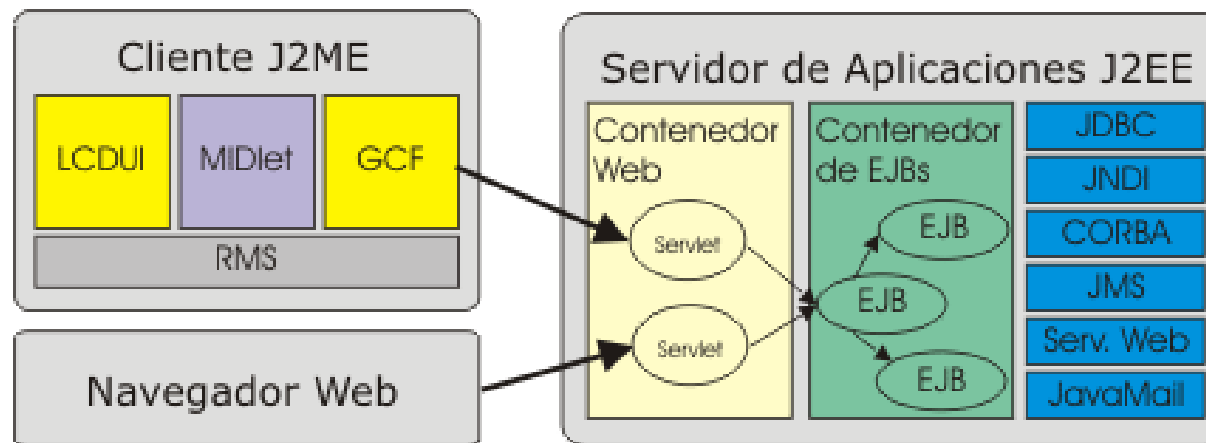 Cliente J2ME
LCDUI
MIDlet
GCF
RMS
Navegador Web
Servidor de Aplicaciones J2EE
Contenedor
Web
Servlet
Servlet
Contenedor
de EJBs
EJB
EJB
EJB
JDBC
JNDI
CORBA
JMS
Serv. Web
JavaMail